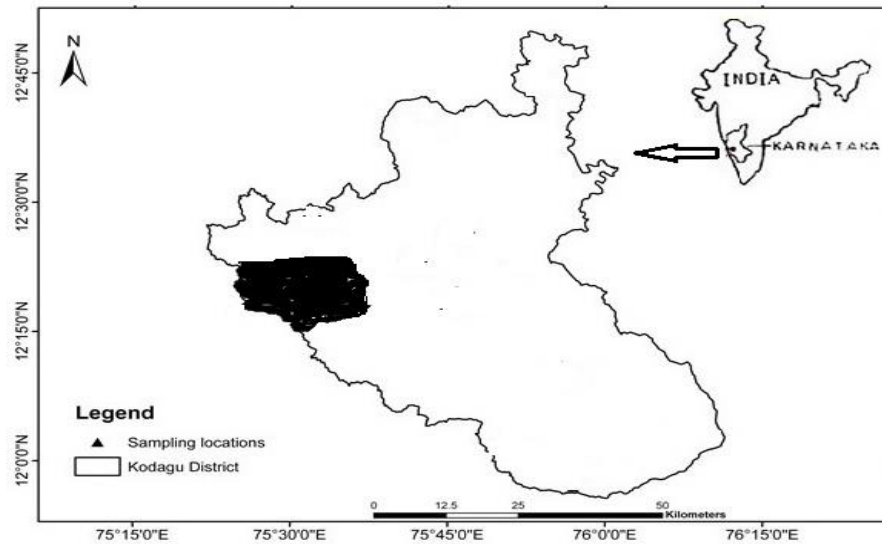 N
INDIA
KARNATAKA
12°45'0"N
12°30'0"N
12°15'0"N
12°0'0"N
Legend
Sampling locations
Kodagu District
0 12.5 25 50
Kilometers
75°15'0"E 75°30'0"E 75°45'0"E 76°0'0"E 76°15'0"E